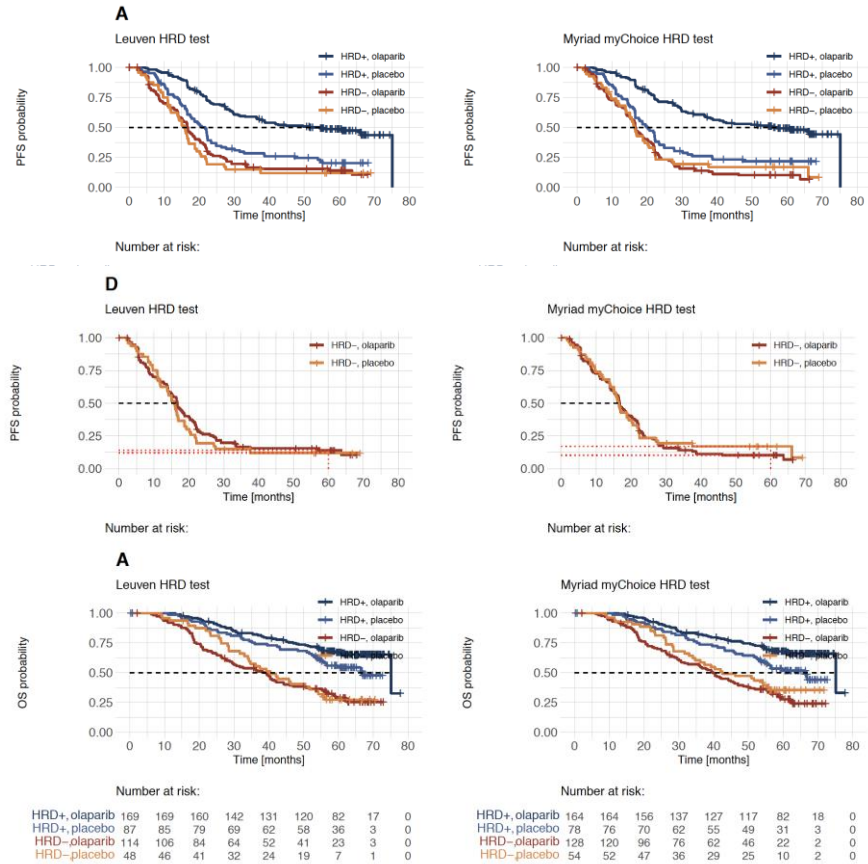 A
Leuven HRD test
Myriad myChoice HRD test
HRD+, olaparib
HRD+, placebo
HRD−, olaparib
HRD−, placebo
HRD+, olaparib
HRD+, placebo
HRD−, olaparib
HRD−, placebo
PFS probability
1.00
0.75
0.50
0.25
0.00
0 10 20 30 40 50 60 70 80
Time [months]
PFS probability
1.00
0.75
0.50
0.25
0.00
0 10 20 30 40 50 60 70 80
Time [months]
Number at risk:
Number at risk:
D
Leuven HRD test
Myriad myChoice HRD test
HRD−, olaparib
HRD−, placebo
HRD−, olaparib
HRD−, placebo
PFS probability
1.00
0.75
0.50
0.25
0.00
0 10 20 30 40 50 60 70 80
Time [months]
PFS probability
1.00
0.75
0.50
0.25
0.00
0 10 20 30 40 50 60 70 80
Time [months]
Number at risk:
Number at risk:
A
Leuven HRD test
Myriad myChoice HRD test
HRD+, olaparib
HRD+, placebo
HRD−, olaparib
HRD+, olaparib
HRD+, placebo
HRD−, olaparib
OS probability
1.00
0.75
0.50
0.25
0.00
0 10 20 30 40 50 60 70 80
Time [months]
OS probability
1.00
0.75
0.50
0.25
0.00
0 10 20 30 40 50 60 70 80
Time [months]
Number at risk:
HRD+, olaparib 169 169 160 142 131 120 82 17 0
HRD+, placebo 87 85 79 69 62 58 36 3 0
HRD−, olaparib 114 106 84 64 52 41 23 3 0
HRD−, placebo 48 46 41 32 24 19 7 1 0
Number at risk:
HRD+, olaparib 164 164 156 137 127 117 82 18 0
HRD+, placebo 78 76 70 62 55 49 31 3 0
HRD−, olaparib 128 120 96 76 62 46 22 2 0
HRD−, placebo 54 52 47 36 29 25 10 2 0